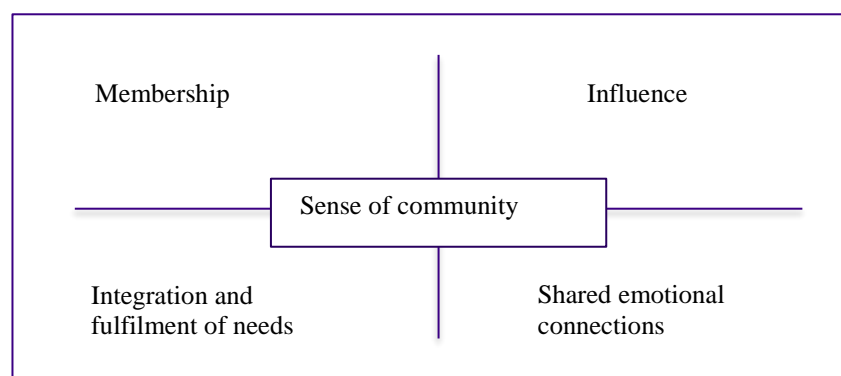 Membership
Influence
Sense of community
Integration and
fulfilment of needs
Shared emotional
connections